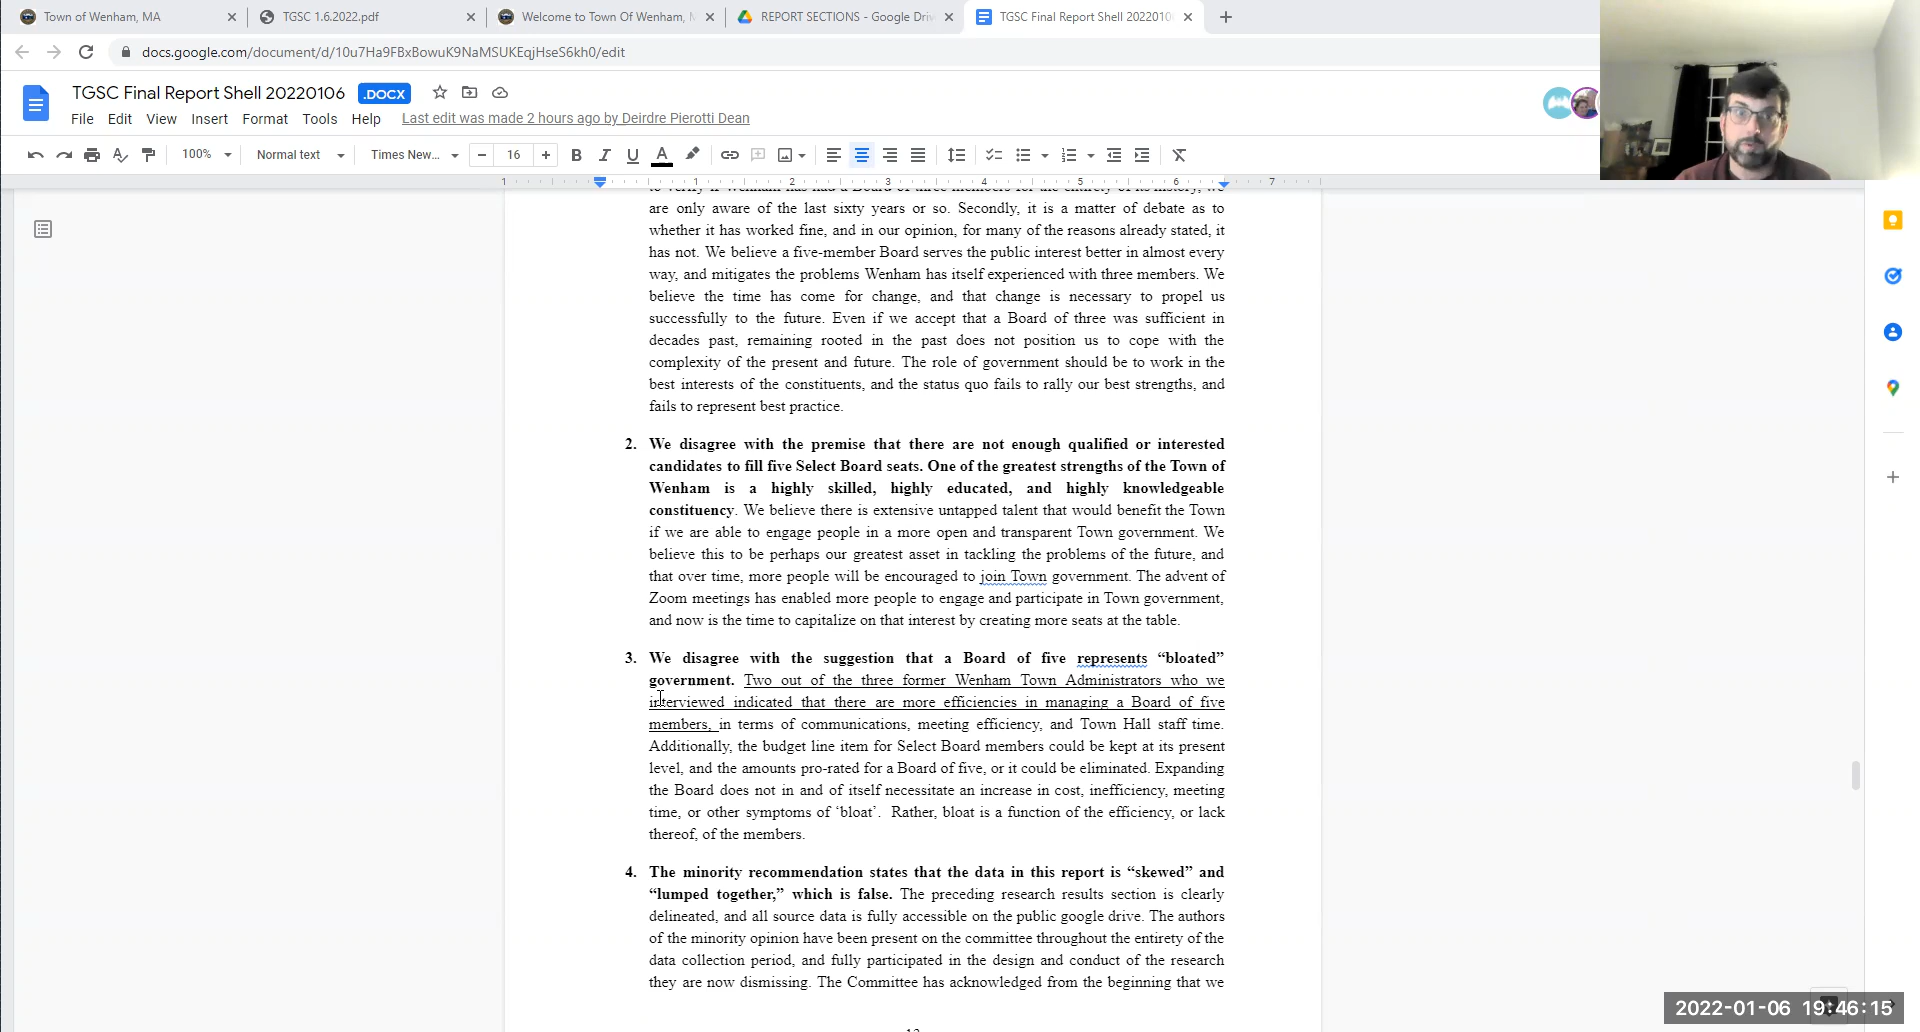 Town of Wenham, MA
TGSC 1.6.2022.pdf
Welcome to Town Of Wenham,
REPORT SECTIONS - Google Driv
TGSC Final Report Shell 2022010
docs.google.com/document/d/10u7Ha9FBxBowuK9NaMSUKEqjHseS6kh0/edit
TGSC Final Report Shell 20220106
.DOCX
File Edit View Insert Format Tools Help
Last edit was made 2 hours ago by Deirdre Pierotti Dean
100% Normal text Times New... 16
1 1 2 3 4 5 6 7
to verify if Wenham has had a Board of three members for the entirety of its history, we
are only aware of the last sixty years or so. Secondly, it is a matter of debate as to
whether it has worked fine, and in our opinion, for many of the reasons already stated, it
has not. We believe a five-member Board serves the public interest better in almost every
way, and mitigates the problems Wenham has itself experienced with three members. We
believe the time has come for change, and that change is necessary to propel us
successfully to the future. Even if we accept that a Board of three was sufficient in
decades past, remaining rooted in the past does not position us to cope with the
complexity of the present and future. The role of government should be to work in the
best interests of the constituents, and the status quo fails to rally our best strengths, and
fails to represent best practice.
2. We disagree with the premise that there are not enough qualified or interested
candidates to fill five Select Board seats. One of the greatest strengths of the Town of
Wenham is a highly skilled, highly educated, and highly knowledgeable
constituency. We believe there is extensive untapped talent that would benefit the Town
if we are able to engage people in a more open and transparent Town government. We
believe this to be perhaps our greatest asset in tackling the problems of the future, and
that over time, more people will be encouraged to join Town government. The advent of
Zoom meetings has enabled more people to engage and participate in Town government,
and now is the time to capitalize on that interest by creating more seats at the table.
3. We disagree with the suggestion that a Board of five represents “bloated”
government. Two out of the three former Wenham Town Administrators who we
interviewed indicated that there are more efficiencies in managing a Board of five
members, in terms of communications, meeting efficiency, and Town Hall staff time.
Additionally, the budget line item for Select Board members could be kept at its present
level, and the amounts pro-rated for a Board of five, or it could be eliminated. Expanding
the Board does not in and of itself necessitate an increase in cost, inefficiency, meeting
time, or other symptoms of ‘bloat’. Rather, bloat is a function of the efficiency, or lack
thereof, of the members.
4. The minority recommendation states that the data in this report is “skewed” and
“lumped together,” which is false. The preceding research results section is clearly
delineated, and all source data is fully accessible on the public google drive. The authors
of the minority opinion have been present on the committee throughout the entirety of the
data collection period, and fully participated in the design and conduct of the research
they are now dismissing. The Committee has acknowledged from the beginning that we
2022-01-06 19:46:15